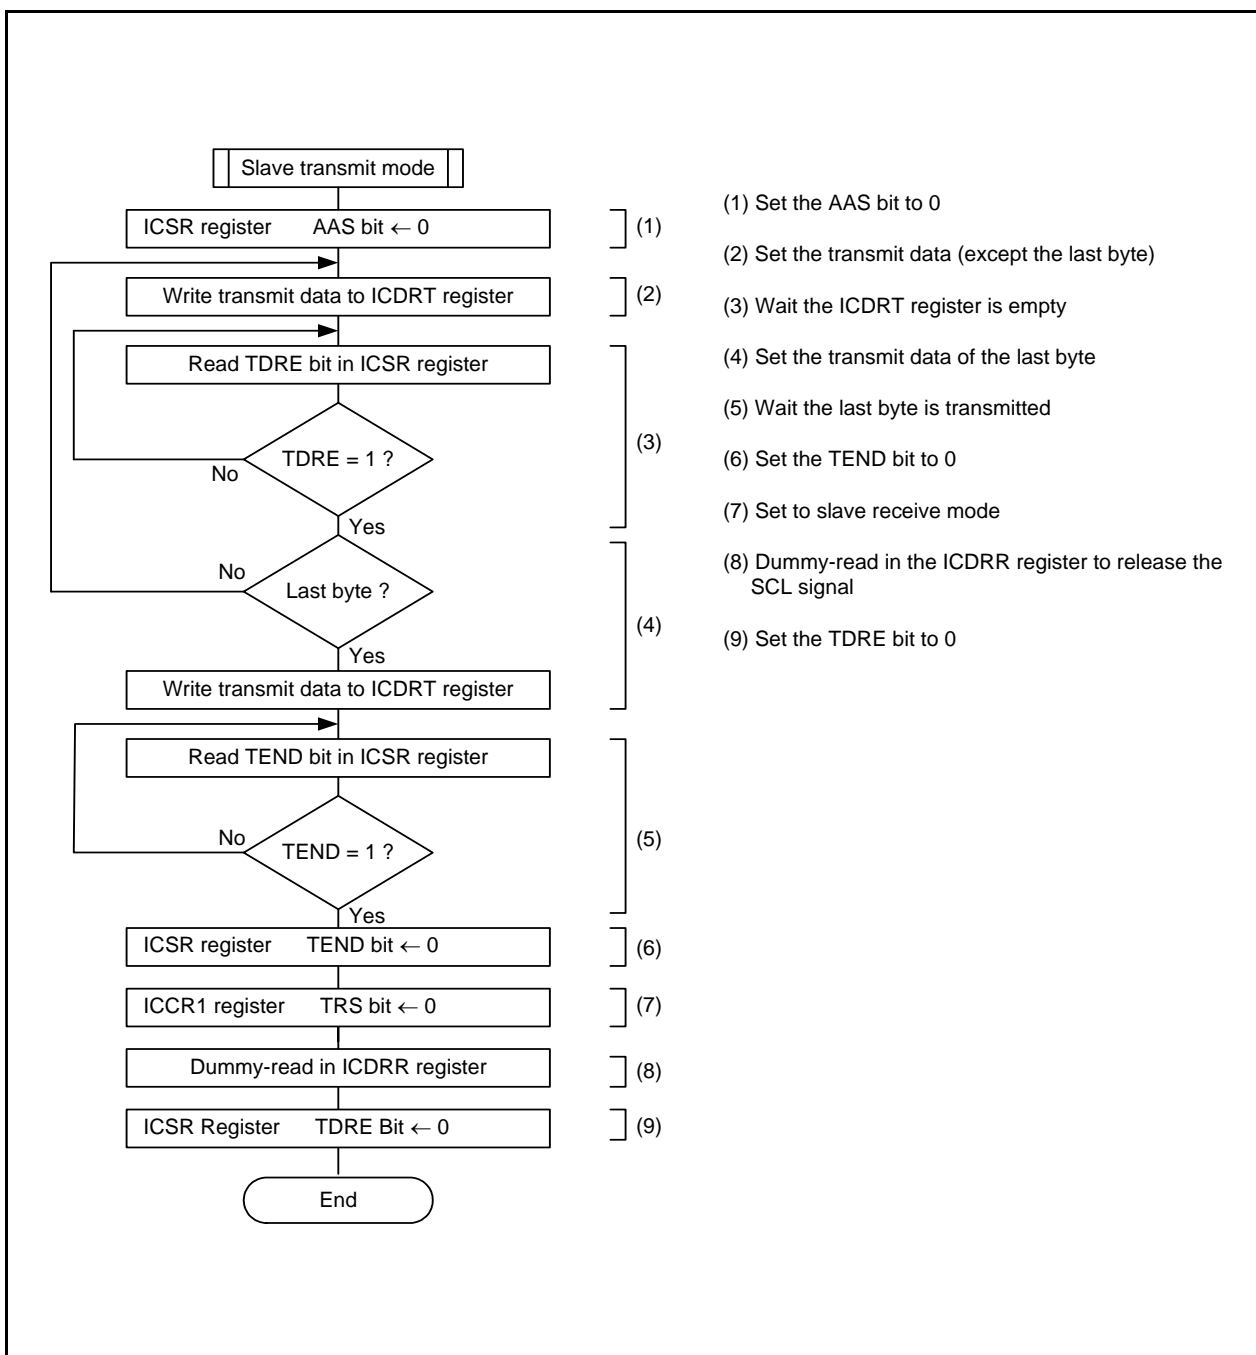 Slave transmit mode
ICSR register AAS bit ← 0
(1)
Write transmit data to ICDRT register
(2)
Read TDRE bit in ICSR register
TDRE = 1 ?
No
(3)
Yes
No
Last byte ?
(4)
Yes
Write transmit data to ICDRT register
Read TEND bit in ICSR register
No
TEND = 1 ?
(5)
Yes
ICSR register TEND bit ← 0
(6)
ICCR1 register TRS bit ← 0
(7)
Dummy-read in ICDRR register
(8)
ICSR Register TDRE Bit ← 0
(9)
End
(1) Set the AAS bit to 0
(2) Set the transmit data (except the last byte)
(3) Wait the ICDRT register is empty
(4) Set the transmit data of the last byte
(5) Wait the last byte is transmitted
(6) Set the TEND bit to 0
(7) Set to slave receive mode
(8) Dummy-read in the ICDRR register to release the
SCL signal
(9) Set the TDRE bit to 0